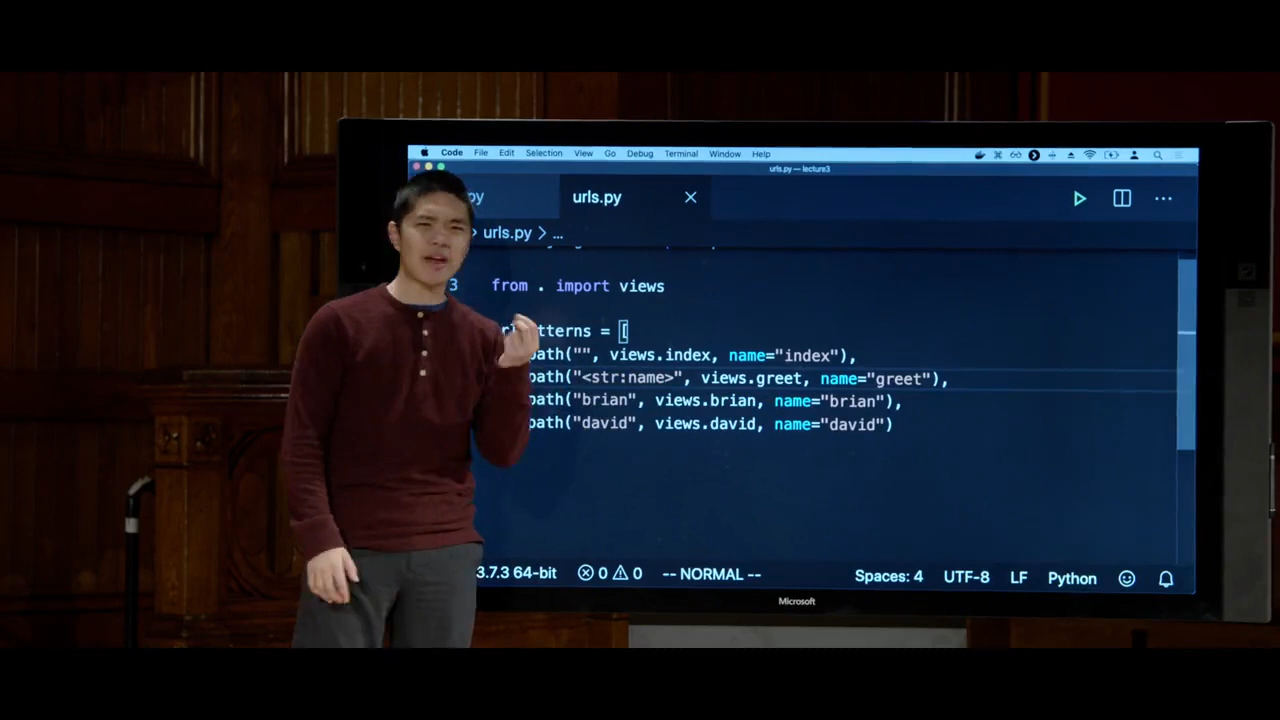 Code File Edit Selection View Go Debug Terminal Window Help
urls.py — lecture3
py urls.py
urls.py > ...
3 from . import views
tterns = [
path("", views.index, name="index"),
path("<str:name>", views.greet, name="greet"),
path("brian", views.brian, name="brian"),
path("david", views.david, name="david")
3.7.3 64-bit 0 0 -- NORMAL -- Spaces: 4 UTF-8 LF Python
Microsoft